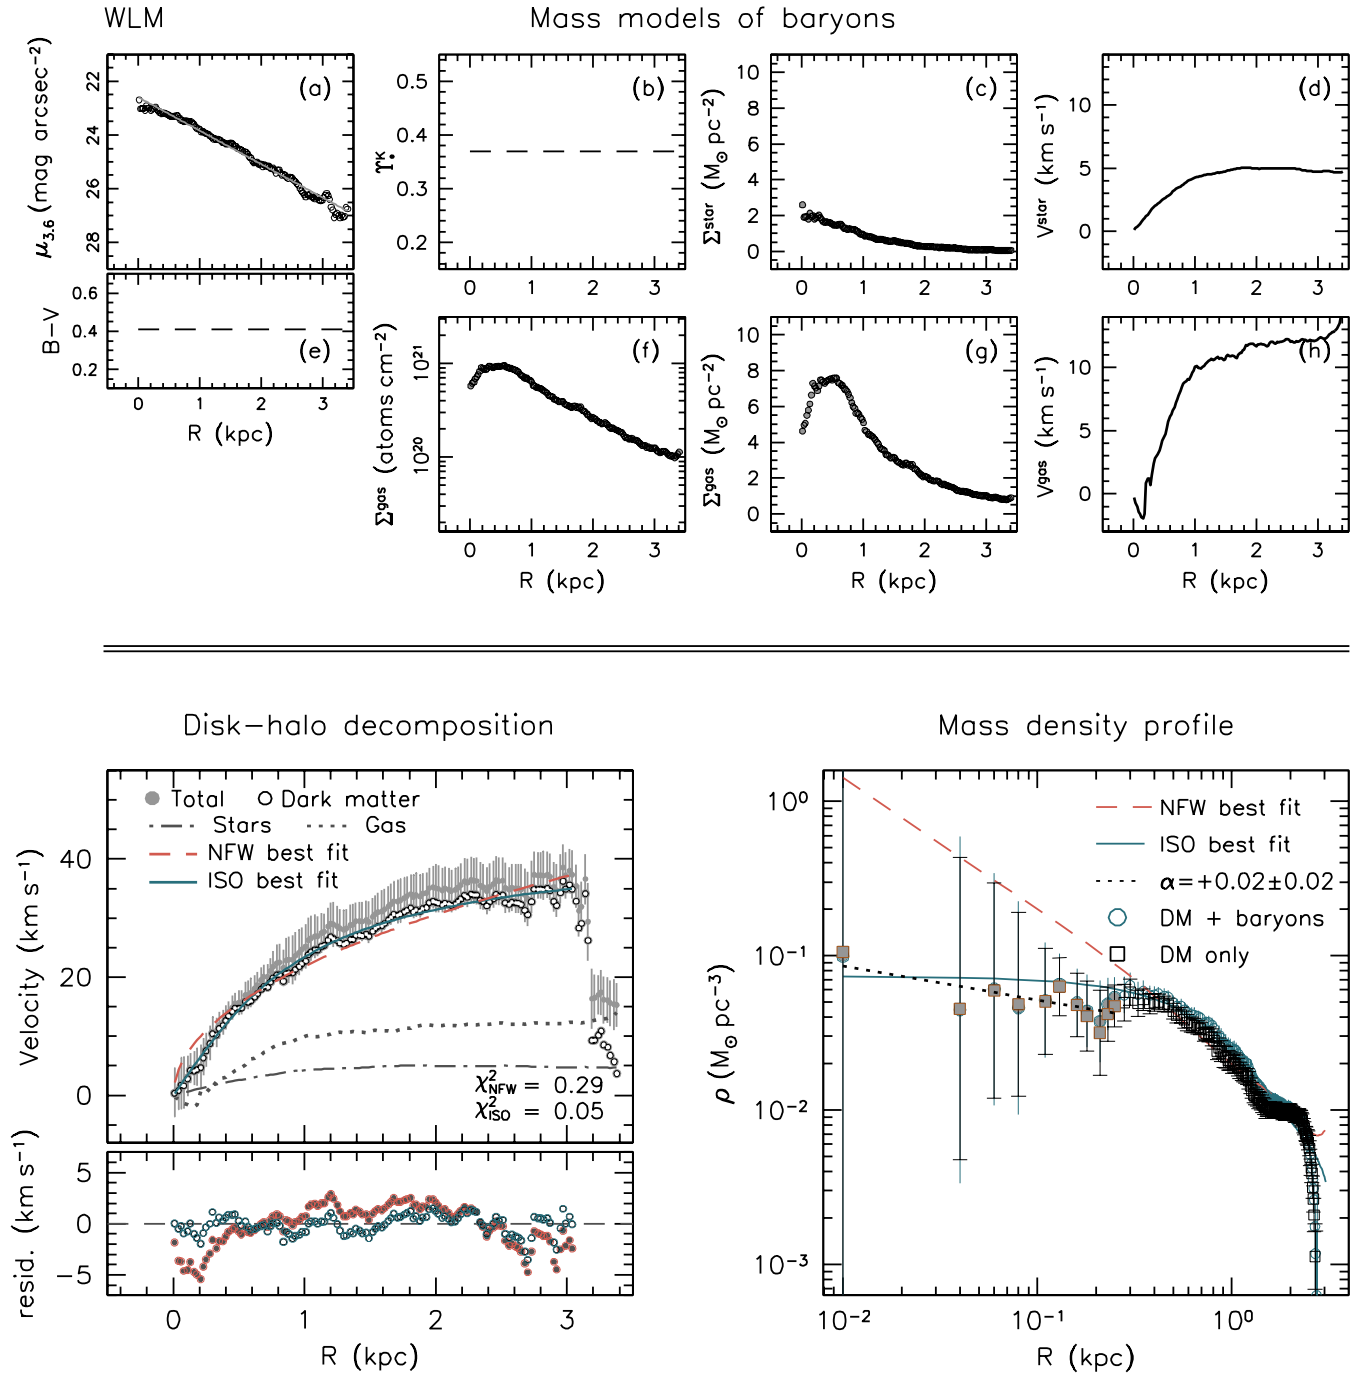 WLM
Mass models of baryons
(a)
22
24
26
28
μ3.6 (mag arcsec−2)
(b)
0.5
0.4
0.3
0.2
ϒ⋆K
0 1 2 3
R (kpc)
(c)
10
8
6
4
2
0
Σstar (M⊙ pc−2)
0 1 2 3
R (kpc)
(d)
10
5
0
Vstar (km s−1)
0 1 2 3
R (kpc)
(e)
0.6
0.4
0.2
B−V
0 1 2 3
R (kpc)
(f)
10²¹
10²⁰
Σgas (atoms cm−2)
0 1 2 3
R (kpc)
(g)
10
8
6
4
2
0
Σgas (M⊙ pc−2)
0 1 2 3
R (kpc)
(h)
10
5
0
Vgas (km s−1)
0 1 2 3
R (kpc)
Disk−halo decomposition
Total
Dark matter
Stars
Gas
NFW best fit
ISO best fit
40
20
0
Velocity (km s−1)
χ²NFW = 0.29
χ²ISO = 0.05
5
0
−5
resid. (km s−1)
0 1 2 3
R (kpc)
Mass density profile
NFW best fit
ISO best fit
α=+0.02±0.02
DM + baryons
DM only
10⁰
10⁻¹
10⁻²
10⁻³
ρ (M⊙ pc−3)
10⁻² 10⁻¹ 10⁰
R (kpc)